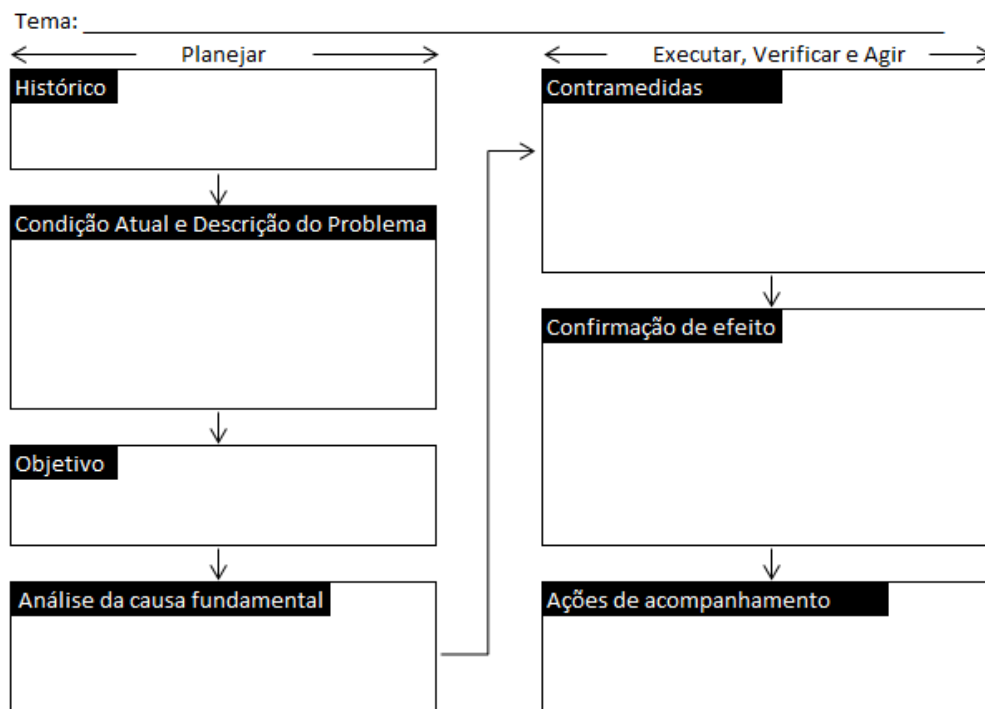 Tema:
Planejar
Histórico
Condição Atual e Descrição do Problema
Objetivo
Análise da causa fundamental
Executar, Verificar e Agir
Contramedidas
Confirmação de efeito
Ações de acompanhamento